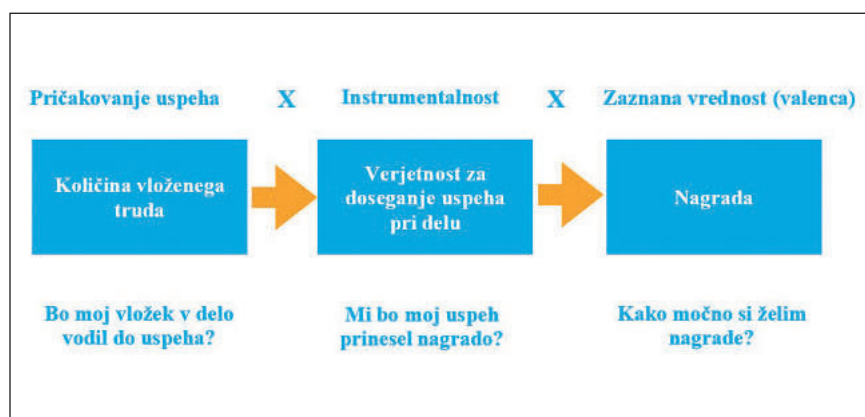 Pričakovanje uspeha X Instrumentalnost X Zaznana vrednost (valenca)
Količina vloženega
truda
Verjetnost za
doseganje uspeha
pri delu
Nagrada
Bo moj vložek v delo
vodil do uspeha?
Mi bo moj uspeh
prinesel nagrado?
Kako močno si želim
nagrade?